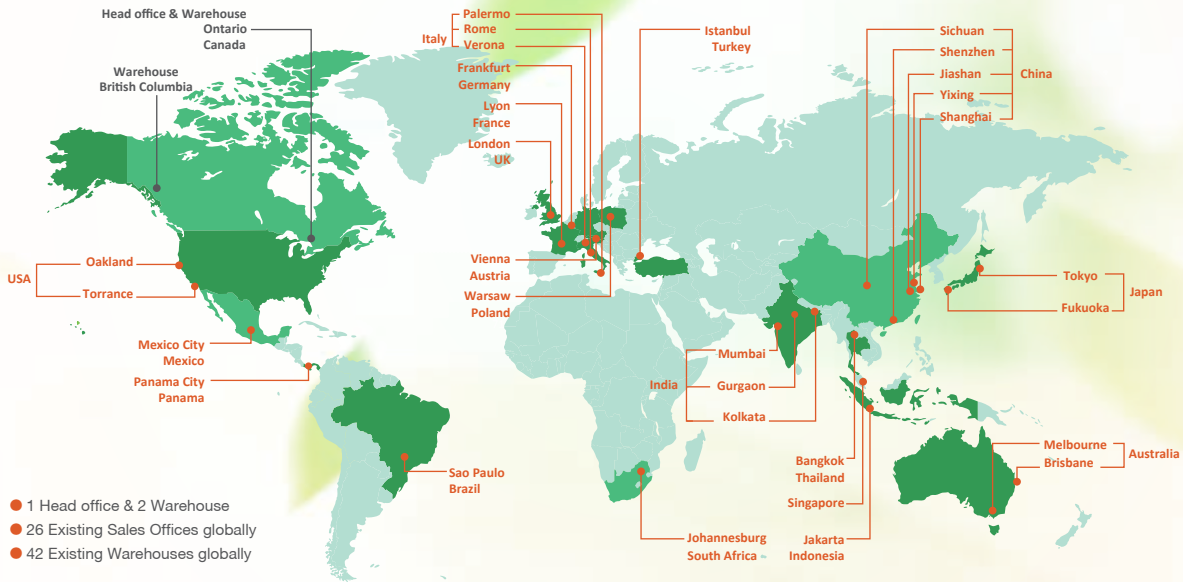 Head office & Warehouse
Ontario
Canada
Warehouse
British Columbia
Italy
Palermo
Rome
Verona
Frankfurt
Germany
Lyon
France
London
UK
Istanbul
Turkey
Sichuan
Shenzhen
Jiashan
Yixing
Shanghai
China
USA
Oakland
Torrance
Mexico City
Mexico
Panama City
Panama
Vienna
Austria
Warsaw
Poland
Tokyo
Fukuoka
Japan
India
Mumbai
Gurgaon
Kolkata
Sao Paulo
Brazil
Bangkok
Thailand
Singapore
Melbourne
Brisbane
Australia
Johannesburg
South Africa
Jakarta
Indonesia
1 Head office & 2 Warehouse
26 Existing Sales Offices globally
42 Existing Warehouses globally